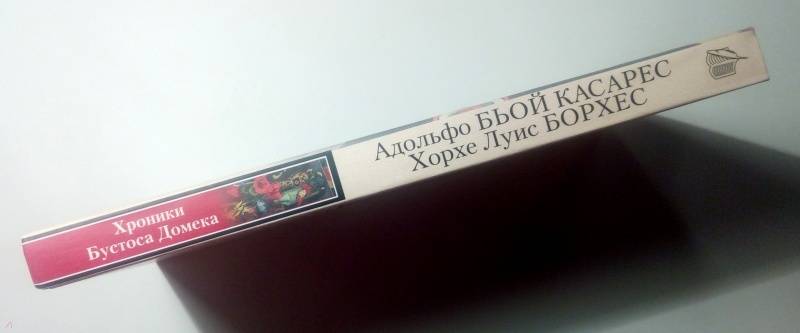 Хроники
Бустоса Домека
Адольфо БЬОЙ КАСАРЕС
Хорхе Луис БОРХЕС